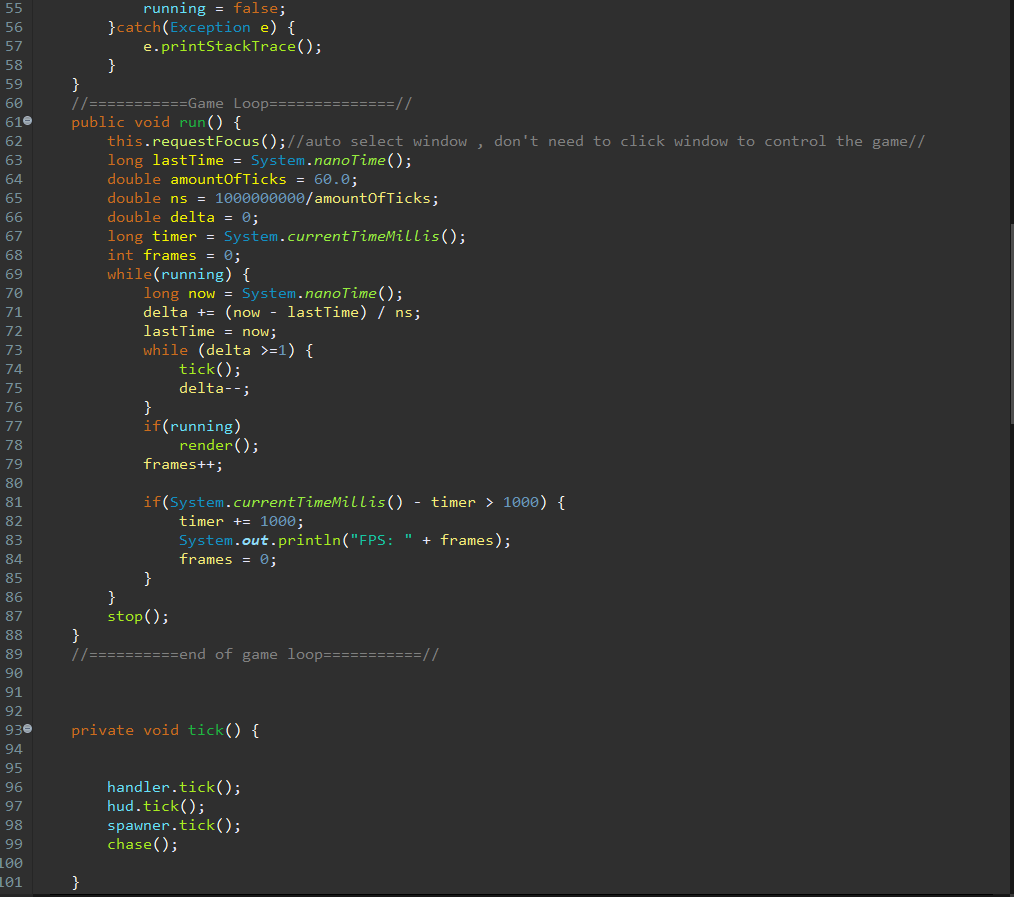 55 running = false;
56 }catch(Exception e) {
57 e.printStackTrace();
58 }
59 }
60 //===========Game Loop==============//
61 public void run() {
62 this.requestFocus();//auto select window , don't need to click window to control the game//
63 long lastTime = System.nanoTime();
64 double amountOfTicks = 60.0;
65 double ns = 1000000000/amountOfTicks;
66 double delta = 0;
67 long timer = System.currentTimeMillis();
68 int frames = 0;
69 while(running) {
70 long now = System.nanoTime();
71 delta += (now - lastTime) / ns;
72 lastTime = now;
73 while (delta >=1) {
74 tick();
75 delta--;
76 }
77 if(running)
78 render();
79 frames++;
80
81 if(System.currentTimeMillis() - timer > 1000) {
82 timer += 1000;
83 System.out.println("FPS: " + frames);
84 frames = 0;
85 }
86 }
87 stop();
88 }
89 //==========end of game loop===========//
90
91
92
93 private void tick() {
94
95
96 handler.tick();
97 hud.tick();
98 spawner.tick();
99 chase();
100
101 }